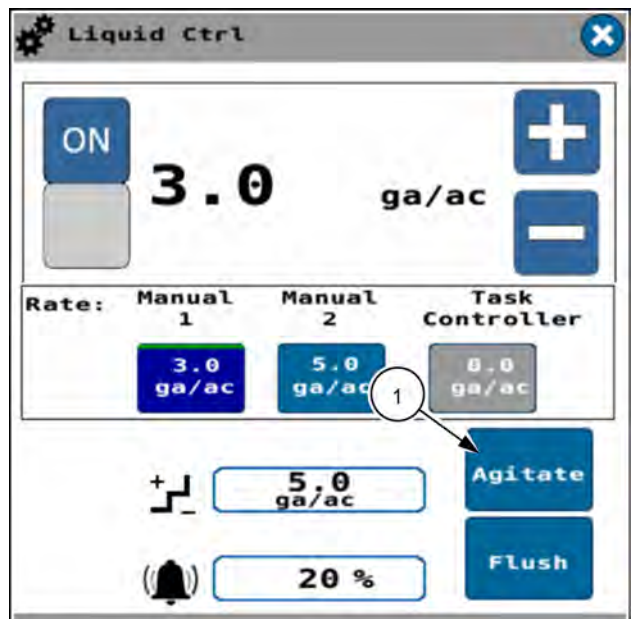 Liquid Ctrl
ON
3.0 ga/ac
Rate: Manual 1 Manual 2 Task Controller
3.0 ga/ac
5.0 ga/ac
0.0 ga/ac
1
5.0 ga/ac
Agitate
20 %
Flush